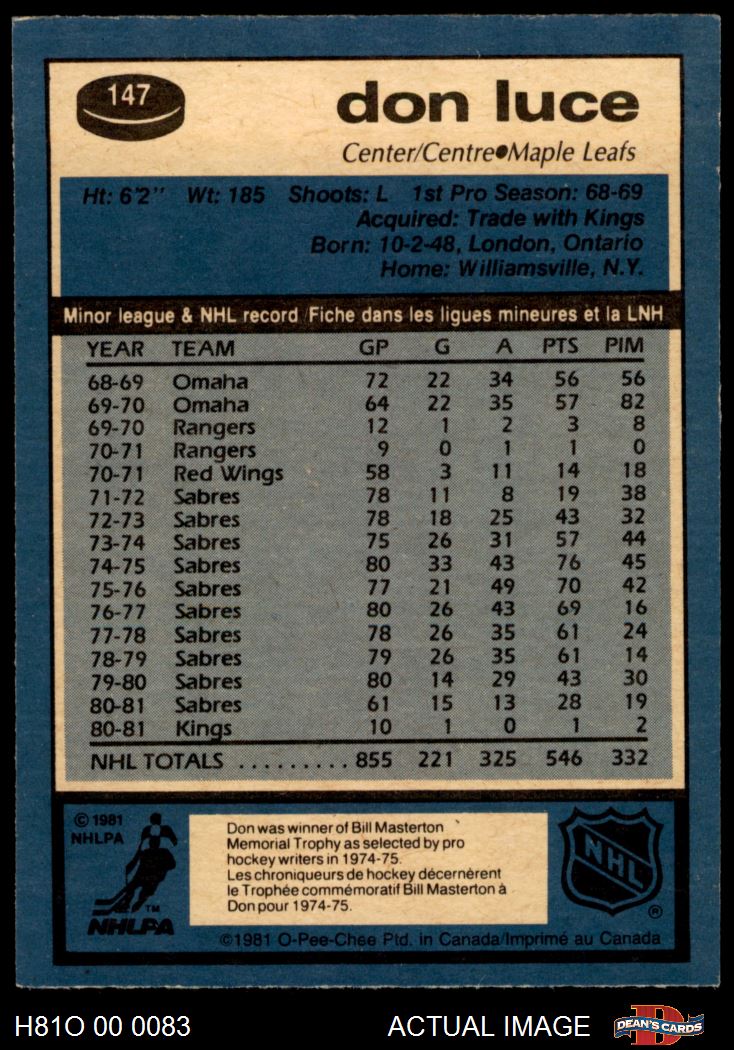 147
don luce
Center/Centre●Maple Leafs
Ht: 6'2" Wt: 185 Shoots: L 1st Pro Season: 68-69
Acquired: Trade with Kings
Born: 10-2-48, London, Ontario
Home: Williamsville, N.Y.
Minor league & NHL record/Fiche dans les ligues mineures et la LNH
YEAR TEAM GP G A PTS PIM
68-69 Omaha 72 22 34 56 56
69-70 Omaha 64 22 35 57 82
69-70 Rangers 12 1 2 3 8
70-71 Rangers 9 0 1 1 0
70-71 Red Wings 58 3 11 14 18
71-72 Sabres 78 11 8 19 38
72-73 Sabres 78 18 25 43 32
73-74 Sabres 75 26 31 57 44
74-75 Sabres 80 33 43 76 45
75-76 Sabres 77 21 49 70 42
76-77 Sabres 80 26 43 69 16
77-78 Sabres 78 26 35 61 24
78-79 Sabres 79 26 35 61 14
79-80 Sabres 80 14 29 43 30
80-81 Sabres 61 15 13 28 19
80-81 Kings 10 1 0 1 2
NHL TOTALS ......... 855 221 325 546 332
© 1981
NHLPA
TM
NHLPA
Don was winner of Bill Masterton
Memorial Trophy as selected by pro
hockey writers in 1974-75.
Les chroniqueurs de hockey décernèrent
le Trophée commémoratif Bill Masterton à
Don pour 1974-75.
NHL
®
©1981 O-Pee-Chee Ptd. in Canada/Imprimé au Canada
H81O 00 0083 ACTUAL IMAGE
D
DEAN'S CARDS